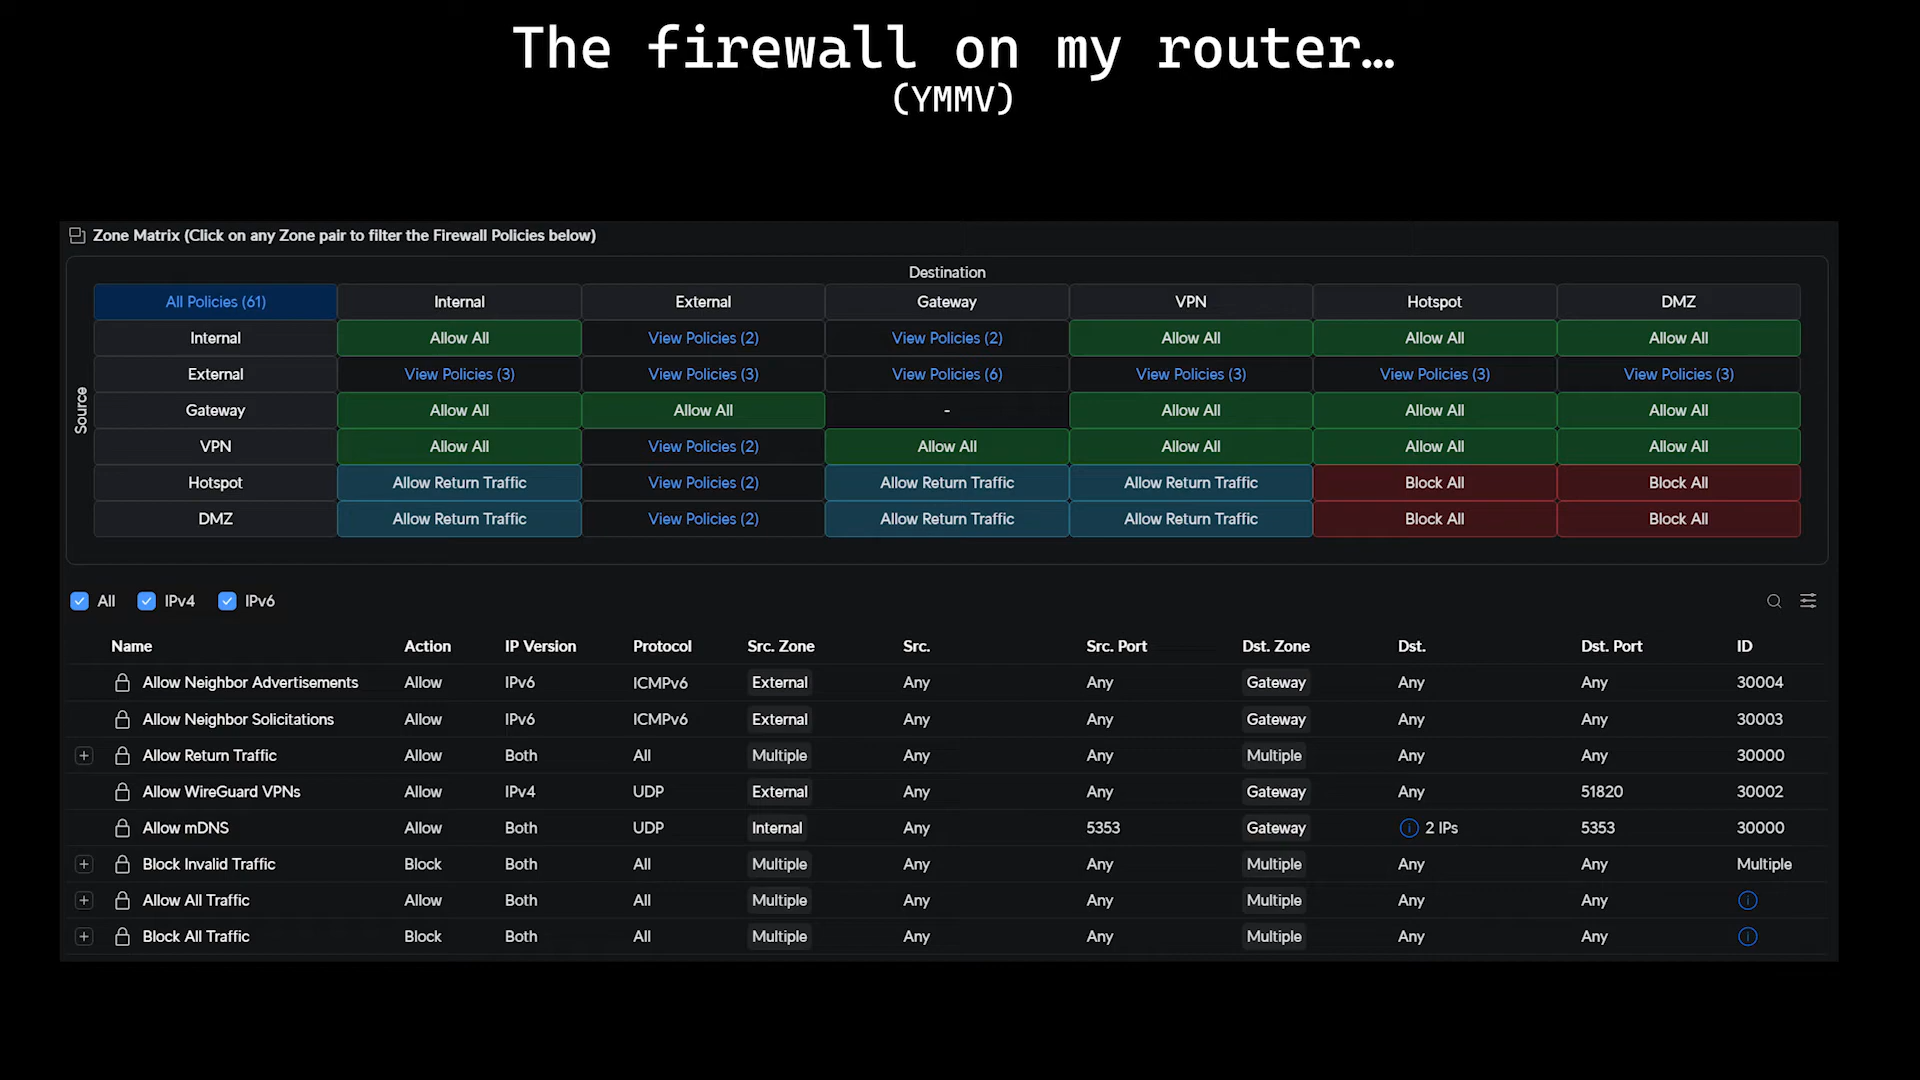 The firewall on my router…
(YMMV)
Zone Matrix (Click on any Zone pair to filter the Firewall Policies below)
Destination
Source
All Policies (61) Internal External Gateway VPN Hotspot DMZ
Internal Allow All View Policies (2) View Policies (2) Allow All Allow All Allow All
External View Policies (3) View Policies (3) View Policies (6) View Policies (3) View Policies (3) View Policies (3)
Gateway Allow All Allow All - Allow All Allow All Allow All
VPN Allow All View Policies (2) Allow All Allow All Allow All Allow All
Hotspot Allow Return Traffic View Policies (2) Allow Return Traffic Allow Return Traffic Block All Block All
DMZ Allow Return Traffic View Policies (2) Allow Return Traffic Allow Return Traffic Block All Block All
All IPv4 IPv6
Name Action IP Version Protocol Src. Zone Src. Src. Port Dst. Zone Dst. Dst. Port ID
Allow Neighbor Advertisements Allow IPv6 ICMPv6 External Any Any Gateway Any Any 30004
Allow Neighbor Solicitations Allow IPv6 ICMPv6 External Any Any Gateway Any Any 30003
Allow Return Traffic Allow Both All Multiple Any Any Multiple Any Any 30000
Allow WireGuard VPNs Allow IPv4 UDP External Any Any Gateway Any 51820 30002
Allow mDNS Allow Both UDP Internal Any 5353 Gateway 2 IPs 5353 30000
Block Invalid Traffic Block Both All Multiple Any Any Multiple Any Any Multiple
Allow All Traffic Allow Both All Multiple Any Any Multiple Any Any
Block All Traffic Block Both All Multiple Any Any Multiple Any Any